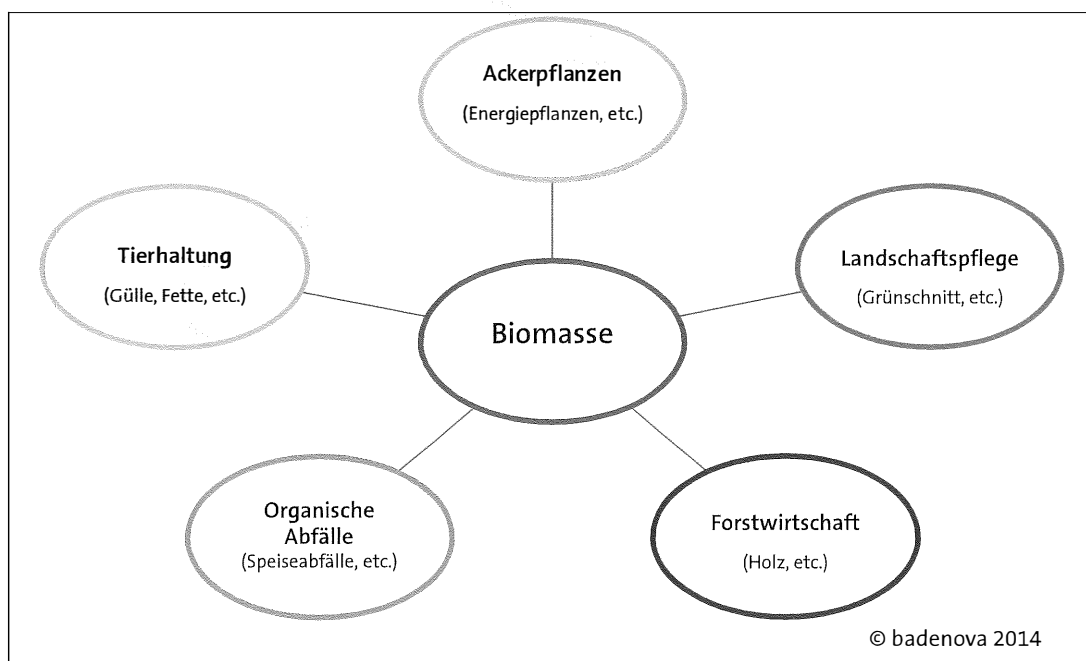 Ackerpflanzen
(Energiepflanzen, etc.)
Tierhaltung
(Gülle, Fette, etc.)
Landschaftspflege
(Grünschnitt, etc.)
Biomasse
Organische
Abfälle
(Speiseabfälle, etc.)
Forstwirtschaft
(Holz, etc.)
© badenova 2014